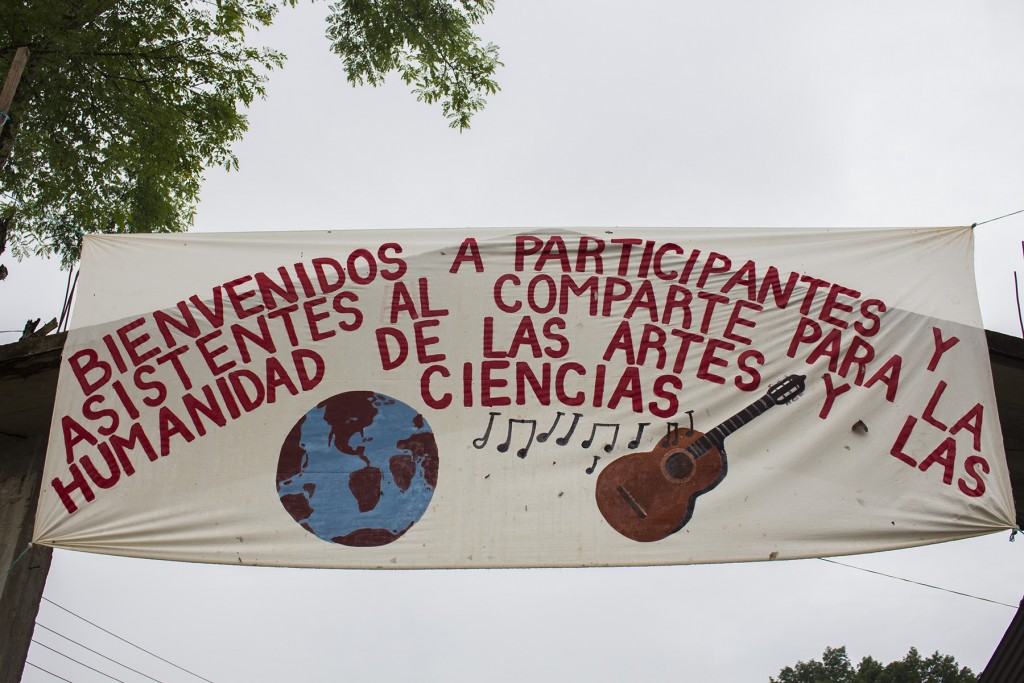 BIENVENIDOS A PARTICIPANTES Y
ASISTENTES AL COMPARTE PARA LA
HUMANIDAD DE LAS ARTES Y LAS
CIENCIAS